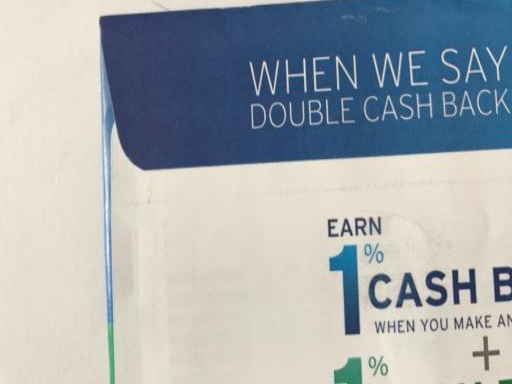 WHEN WE SAY
DOUBLE CASH BACK
EARN
1% CASH B
WHEN YOU MAKE AN
+
1%